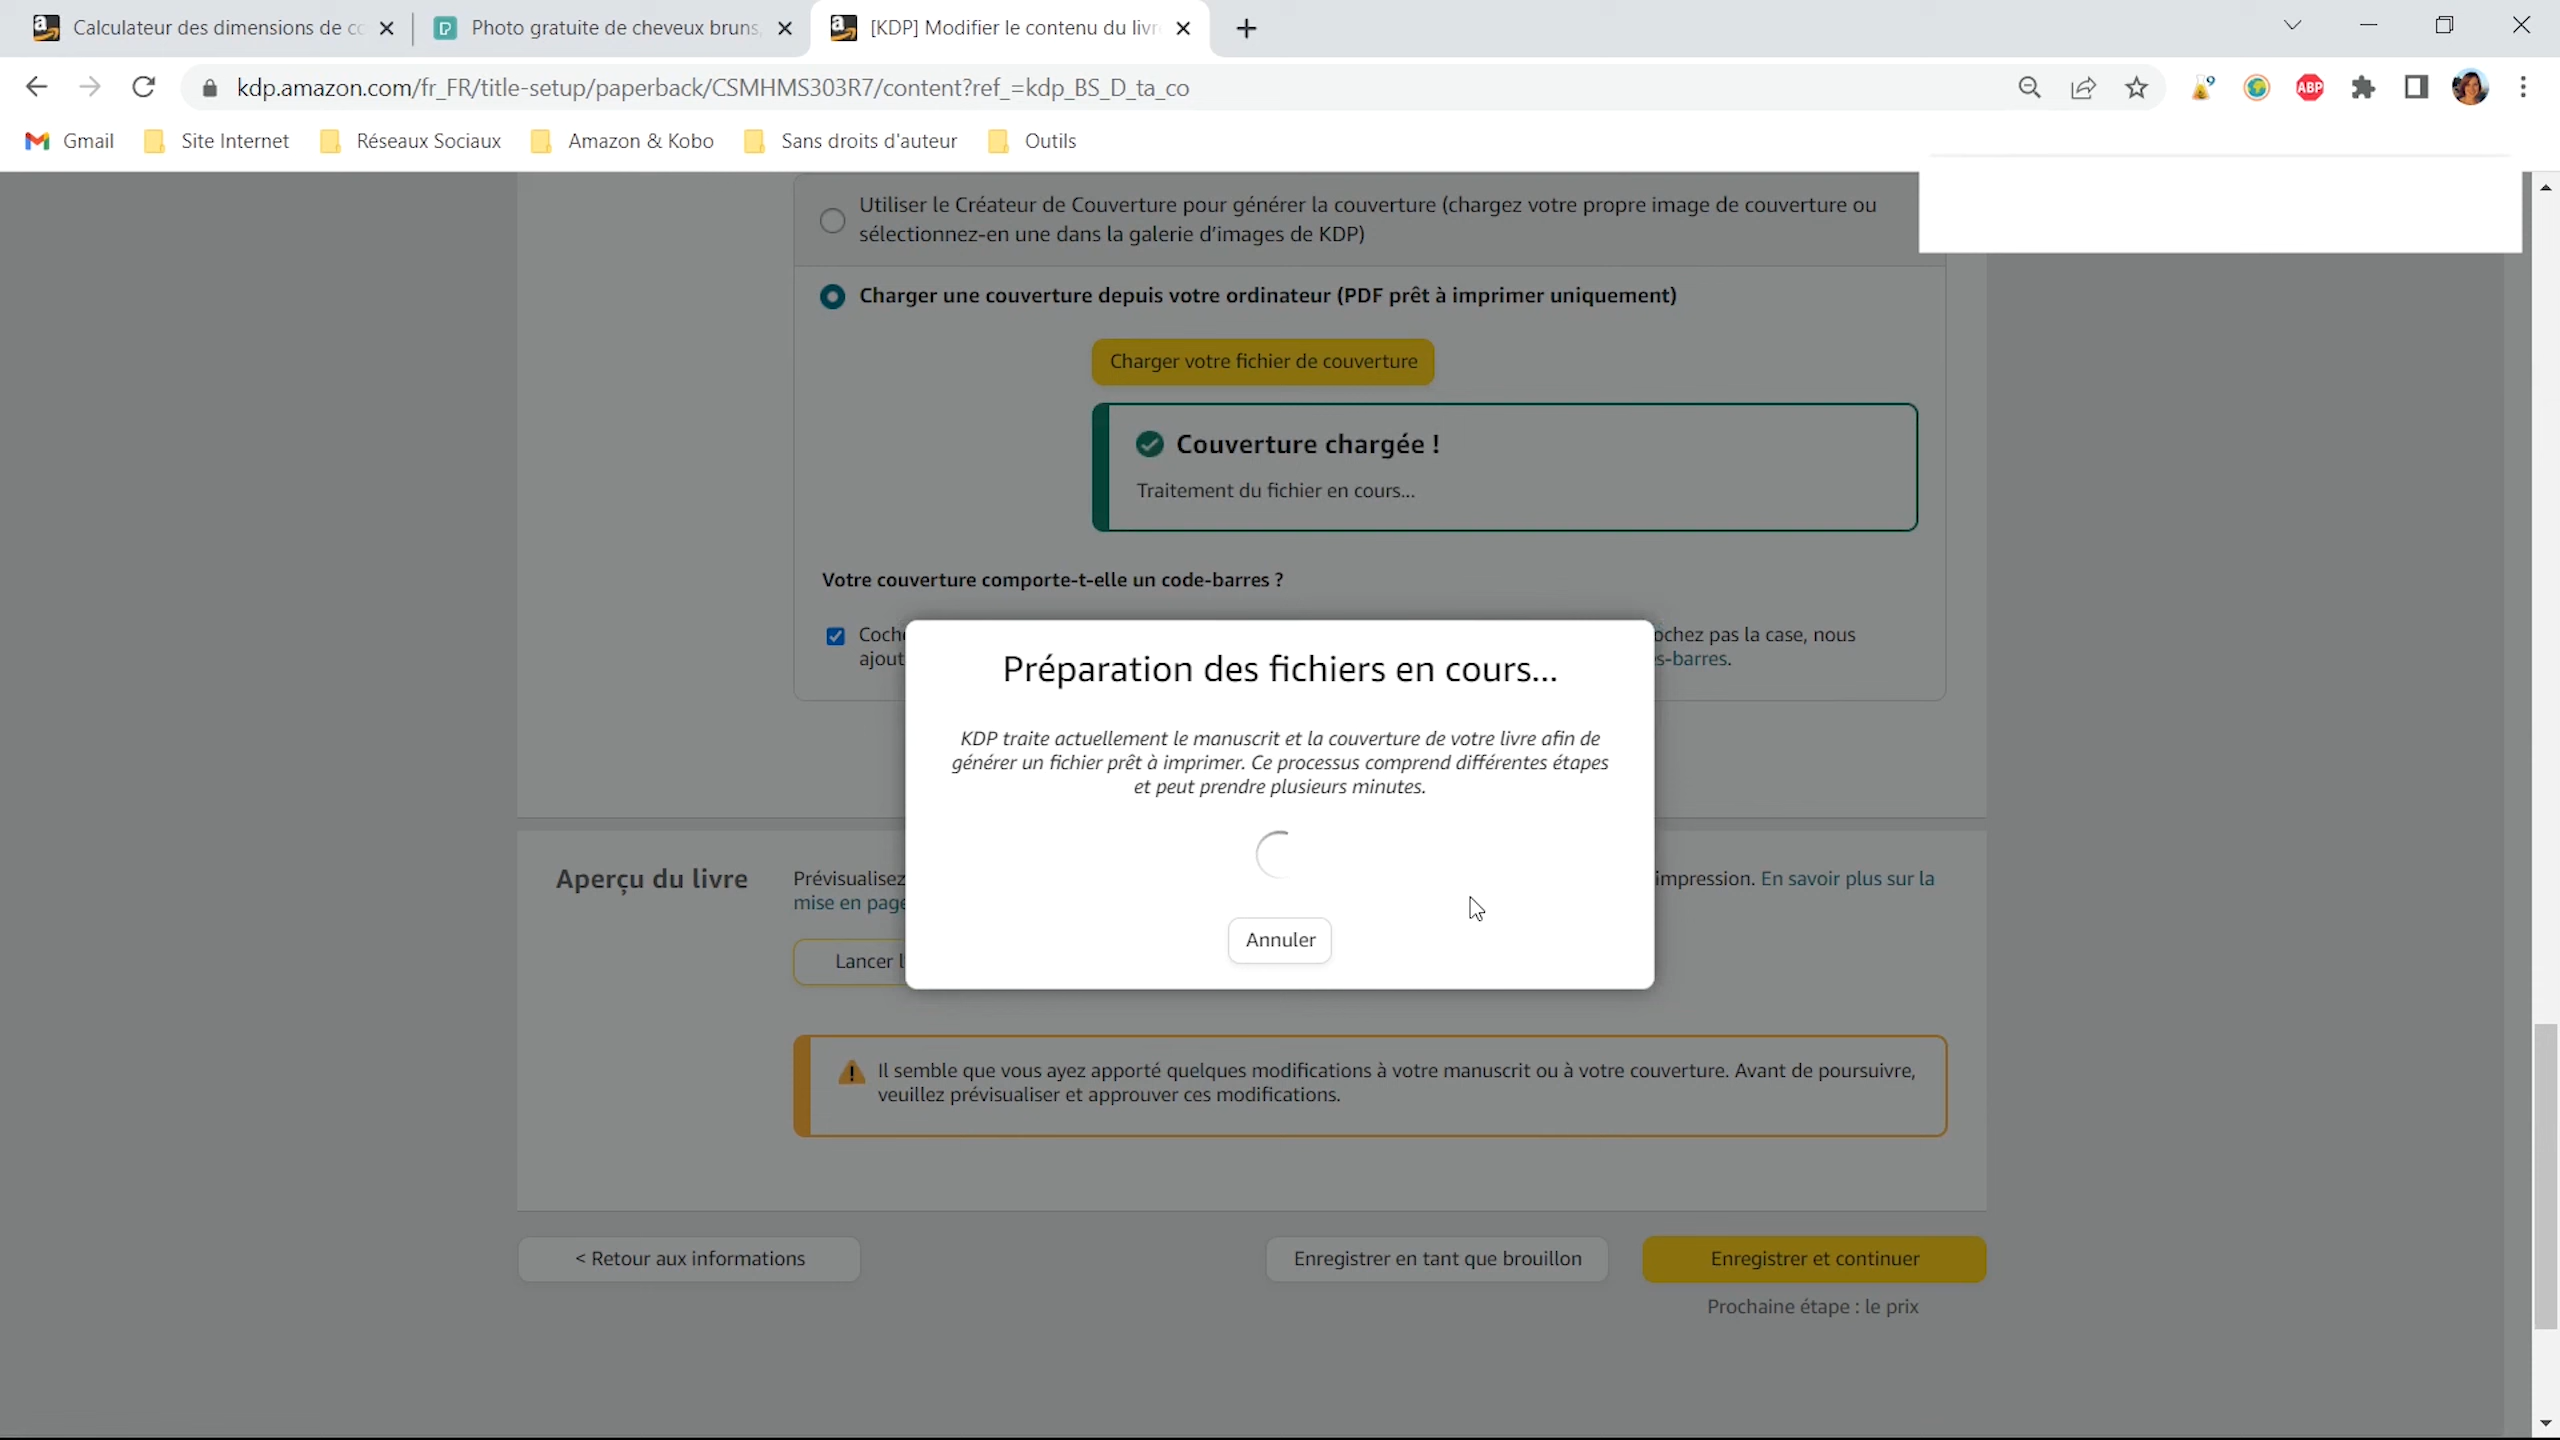 Calculateur des dimensions de co
Photo gratuite de cheveux bruns,
[KDP] Modifier le contenu du livr
kdp.amazon.com/fr_FR/title-setup/paperback/CSMHMS303R7/content?ref_=kdp_BS_D_ta_co
ABP
Gmail
Site Internet
Réseaux Sociaux
Amazon & Kobo
Sans droits d'auteur
Outils
Utiliser le Créateur de Couverture pour générer la couverture (chargez votre propre image de couverture ou
sélectionnez-en une dans la galerie d'images de KDP)
Charger une couverture depuis votre ordinateur (PDF prêt à imprimer uniquement)
Charger votre fichier de couverture
Couverture chargée !
Traitement du fichier en cours...
Votre couverture comporte-t-elle un code-barres ?
Coche
ochez pas la case, nous
ajout
s-barres.
Préparation des fichiers en cours...
KDP traite actuellement le manuscrit et la couverture de votre livre afin de
générer un fichier prêt à imprimer. Ce processus comprend différentes étapes
et peut prendre plusieurs minutes.
Annuler
Aperçu du livre
Prévisualisez
impression. En savoir plus sur la
mise en page
Lancer l
Il semble que vous ayez apporté quelques modifications à votre manuscrit ou à votre couverture. Avant de poursuivre,
veuillez prévisualiser et approuver ces modifications.
< Retour aux informations
Enregistrer en tant que brouillon
Enregistrer et continuer
Prochaine étape : le prix